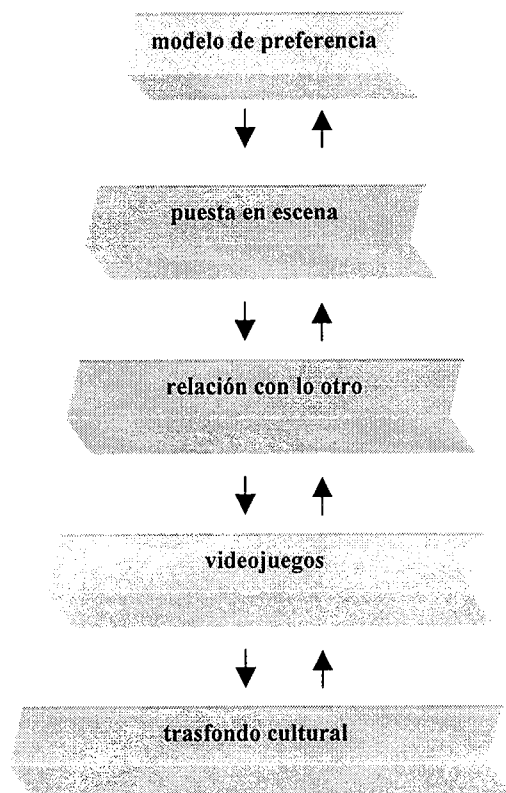 modelo de preferencia
puesta en escena
relación con lo otro
videojuegos
trasfondo cultural